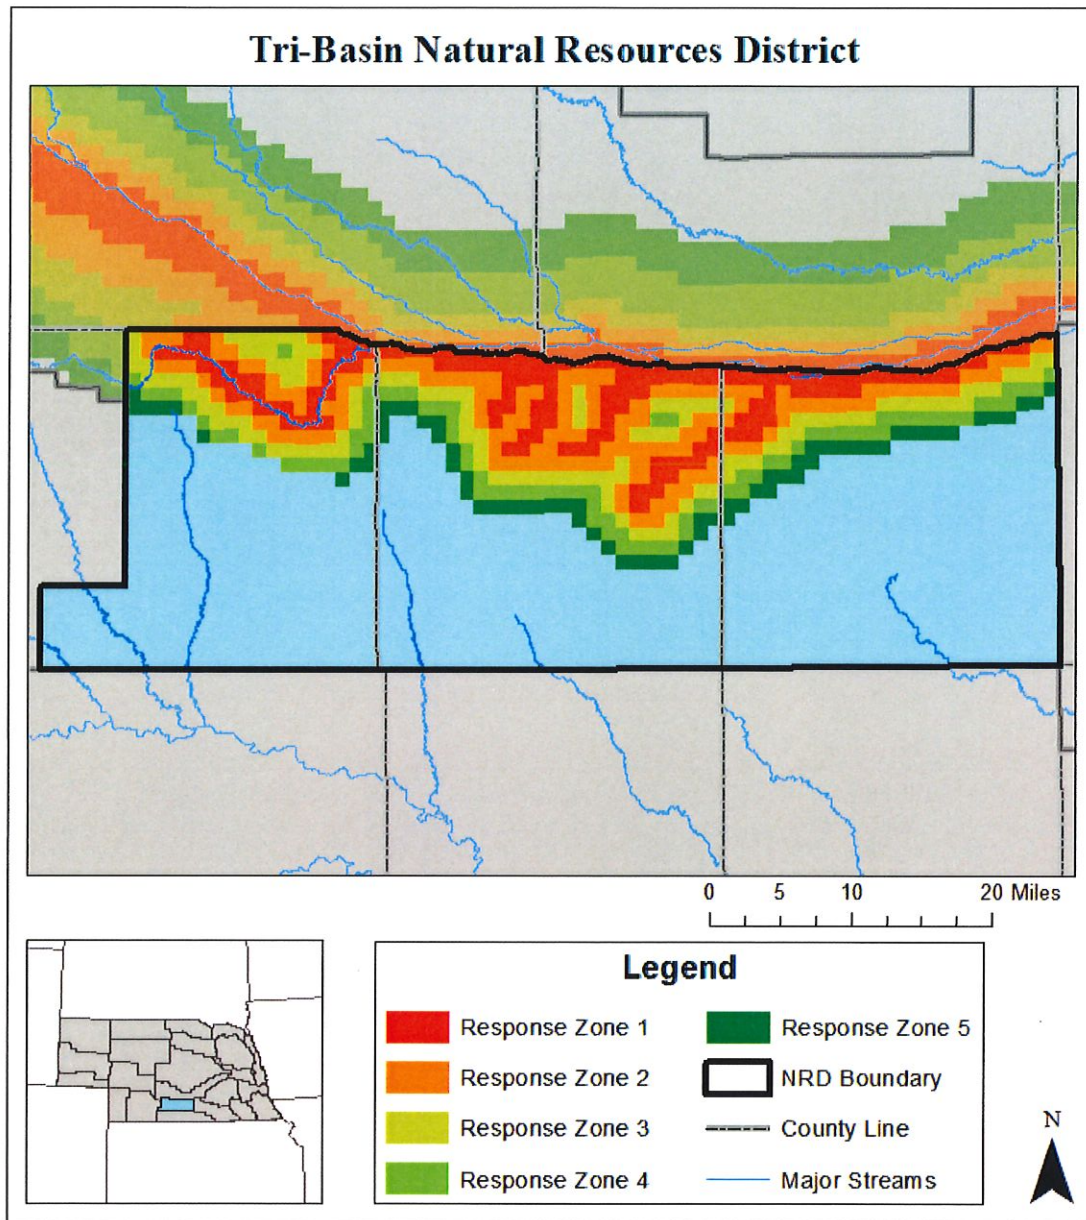 Tri-Basin Natural Resources District
0 5 10 20 Miles
Legend
Response Zone 1
Response Zone 2
Response Zone 3
Response Zone 4
Response Zone 5
NRD Boundary
County Line
Major Streams
N